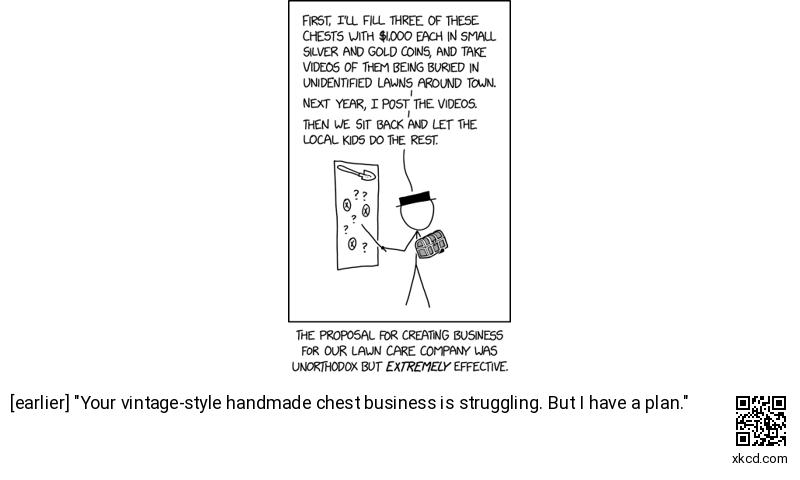 FIRST, I'LL FILL THREE OF THESE
CHESTS WITH $1,000 EACH IN SMALL
SILVER AND GOLD COINS, AND TAKE
VIDEOS OF THEM BEING BURIED IN
UNIDENTIFIED LAWNS AROUND TOWN.
NEXT YEAR, I POST THE VIDEOS.
THEN WE SIT BACK AND LET THE
LOCAL KIDS DO THE REST.
? ?
X X
?
?
X ?
THE PROPOSAL FOR CREATING BUSINESS
FOR OUR LAWN CARE COMPANY WAS
UNORTHODOX BUT EXTREMELY EFFECTIVE.
[earlier] "Your vintage-style handmade chest business is struggling. But I have a plan."
xkcd.com